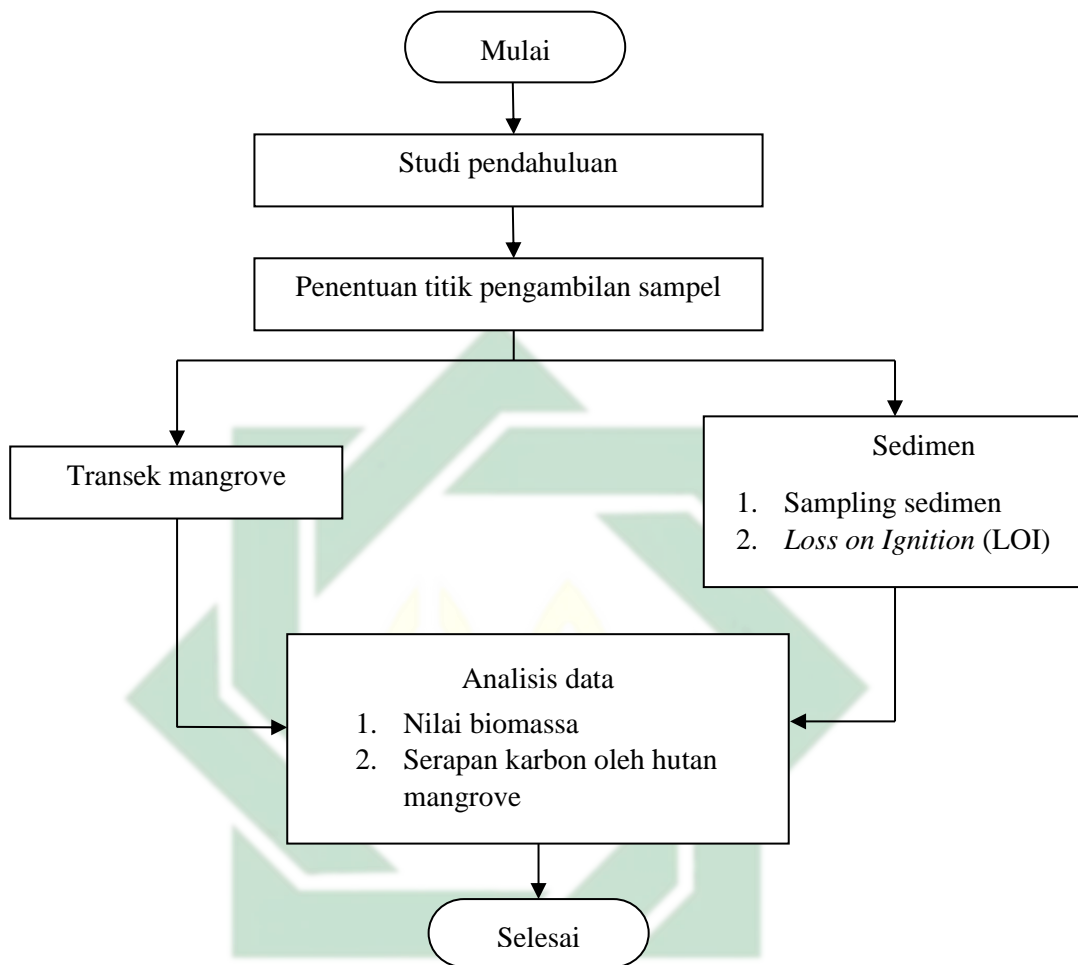 Mulai
Studi pendahuluan
Penentuan titik pengambilan sampel
Transek mangrove
Sedimen
1. Sampling sedimen
2. Loss on Ignition (LOI)
Analisis data
1. Nilai biomassa
2. Serapan karbon oleh hutan
mangrove
Selesai